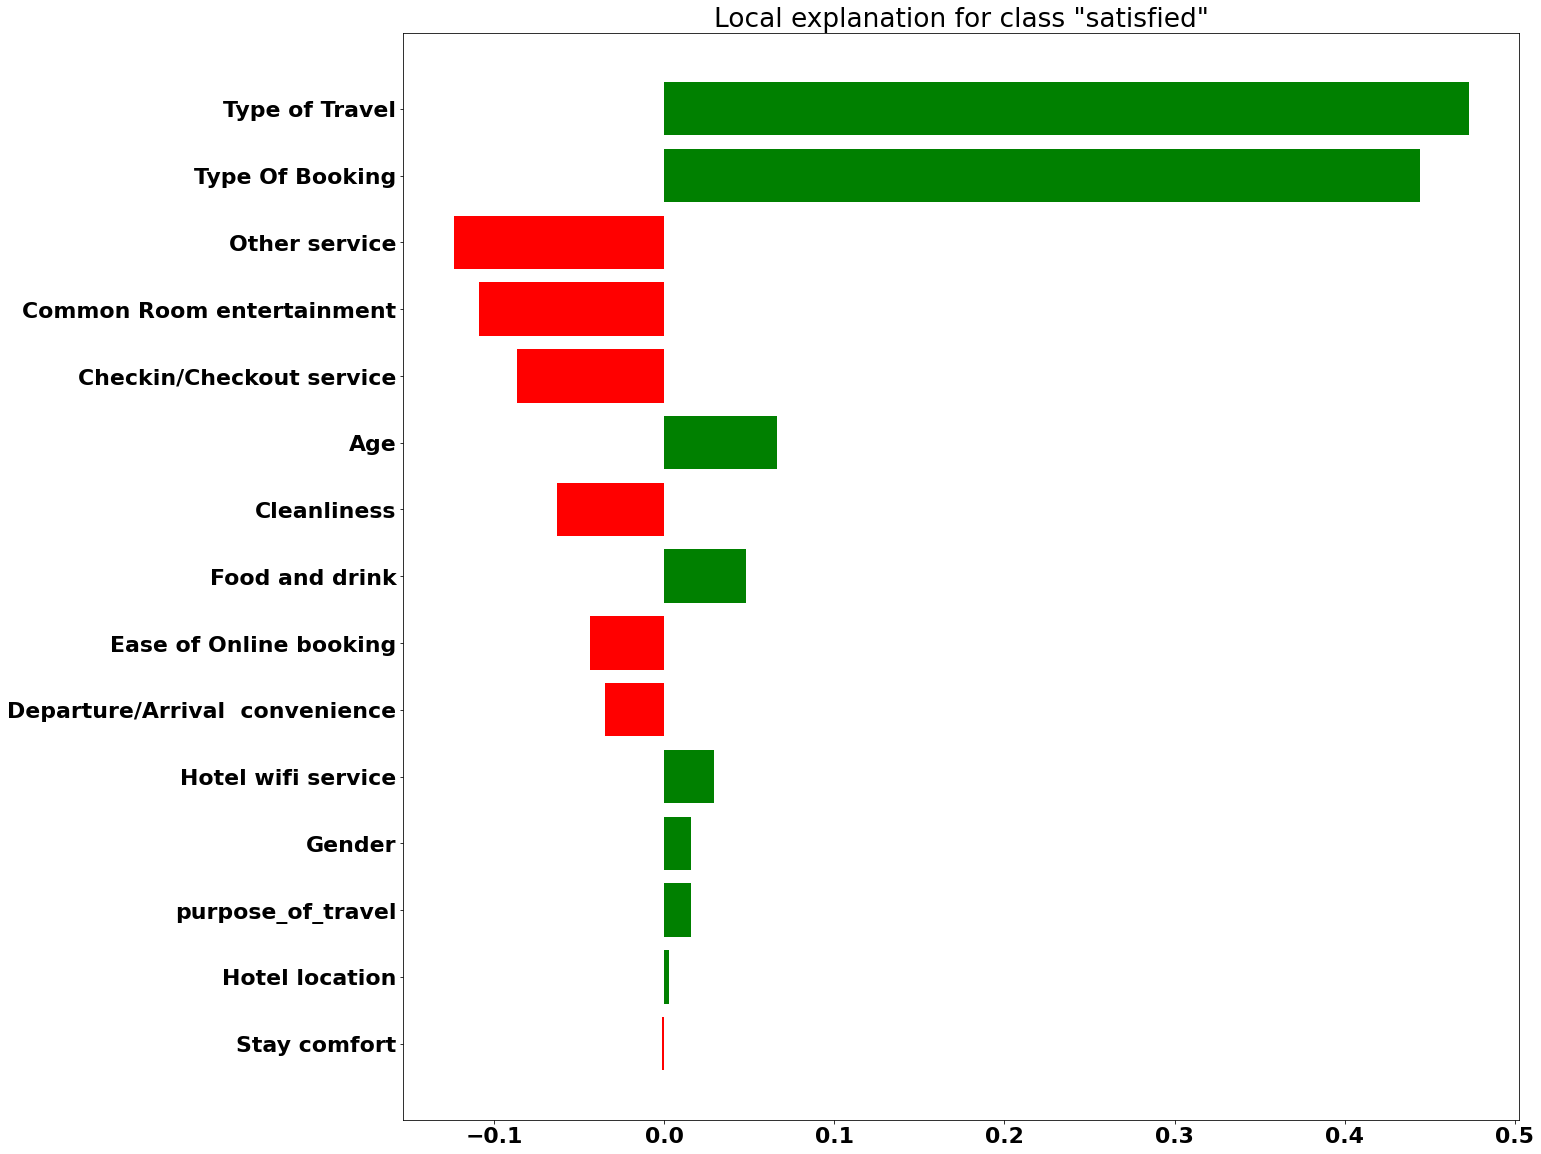 Local explanation for class "satisfied"
Type of Travel
Type Of Booking
Other service
Common Room entertainment
Checkin/Checkout service
Age
Cleanliness
Food and drink
Ease of Online booking
Departure/Arrival  convenience
Hotel wifi service
Gender
purpose_of_travel
Hotel location
Stay comfort
−0.1 0.0 0.1 0.2 0.3 0.4 0.5